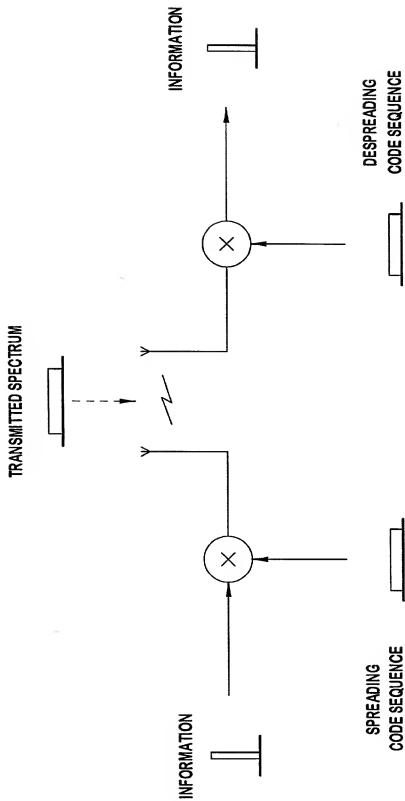 TRANSMITTED SPECTRUM
INFORMATION
INFORMATION
SPREADING
CODE SEQUENCE
DESPREADING
CODE SEQUENCE